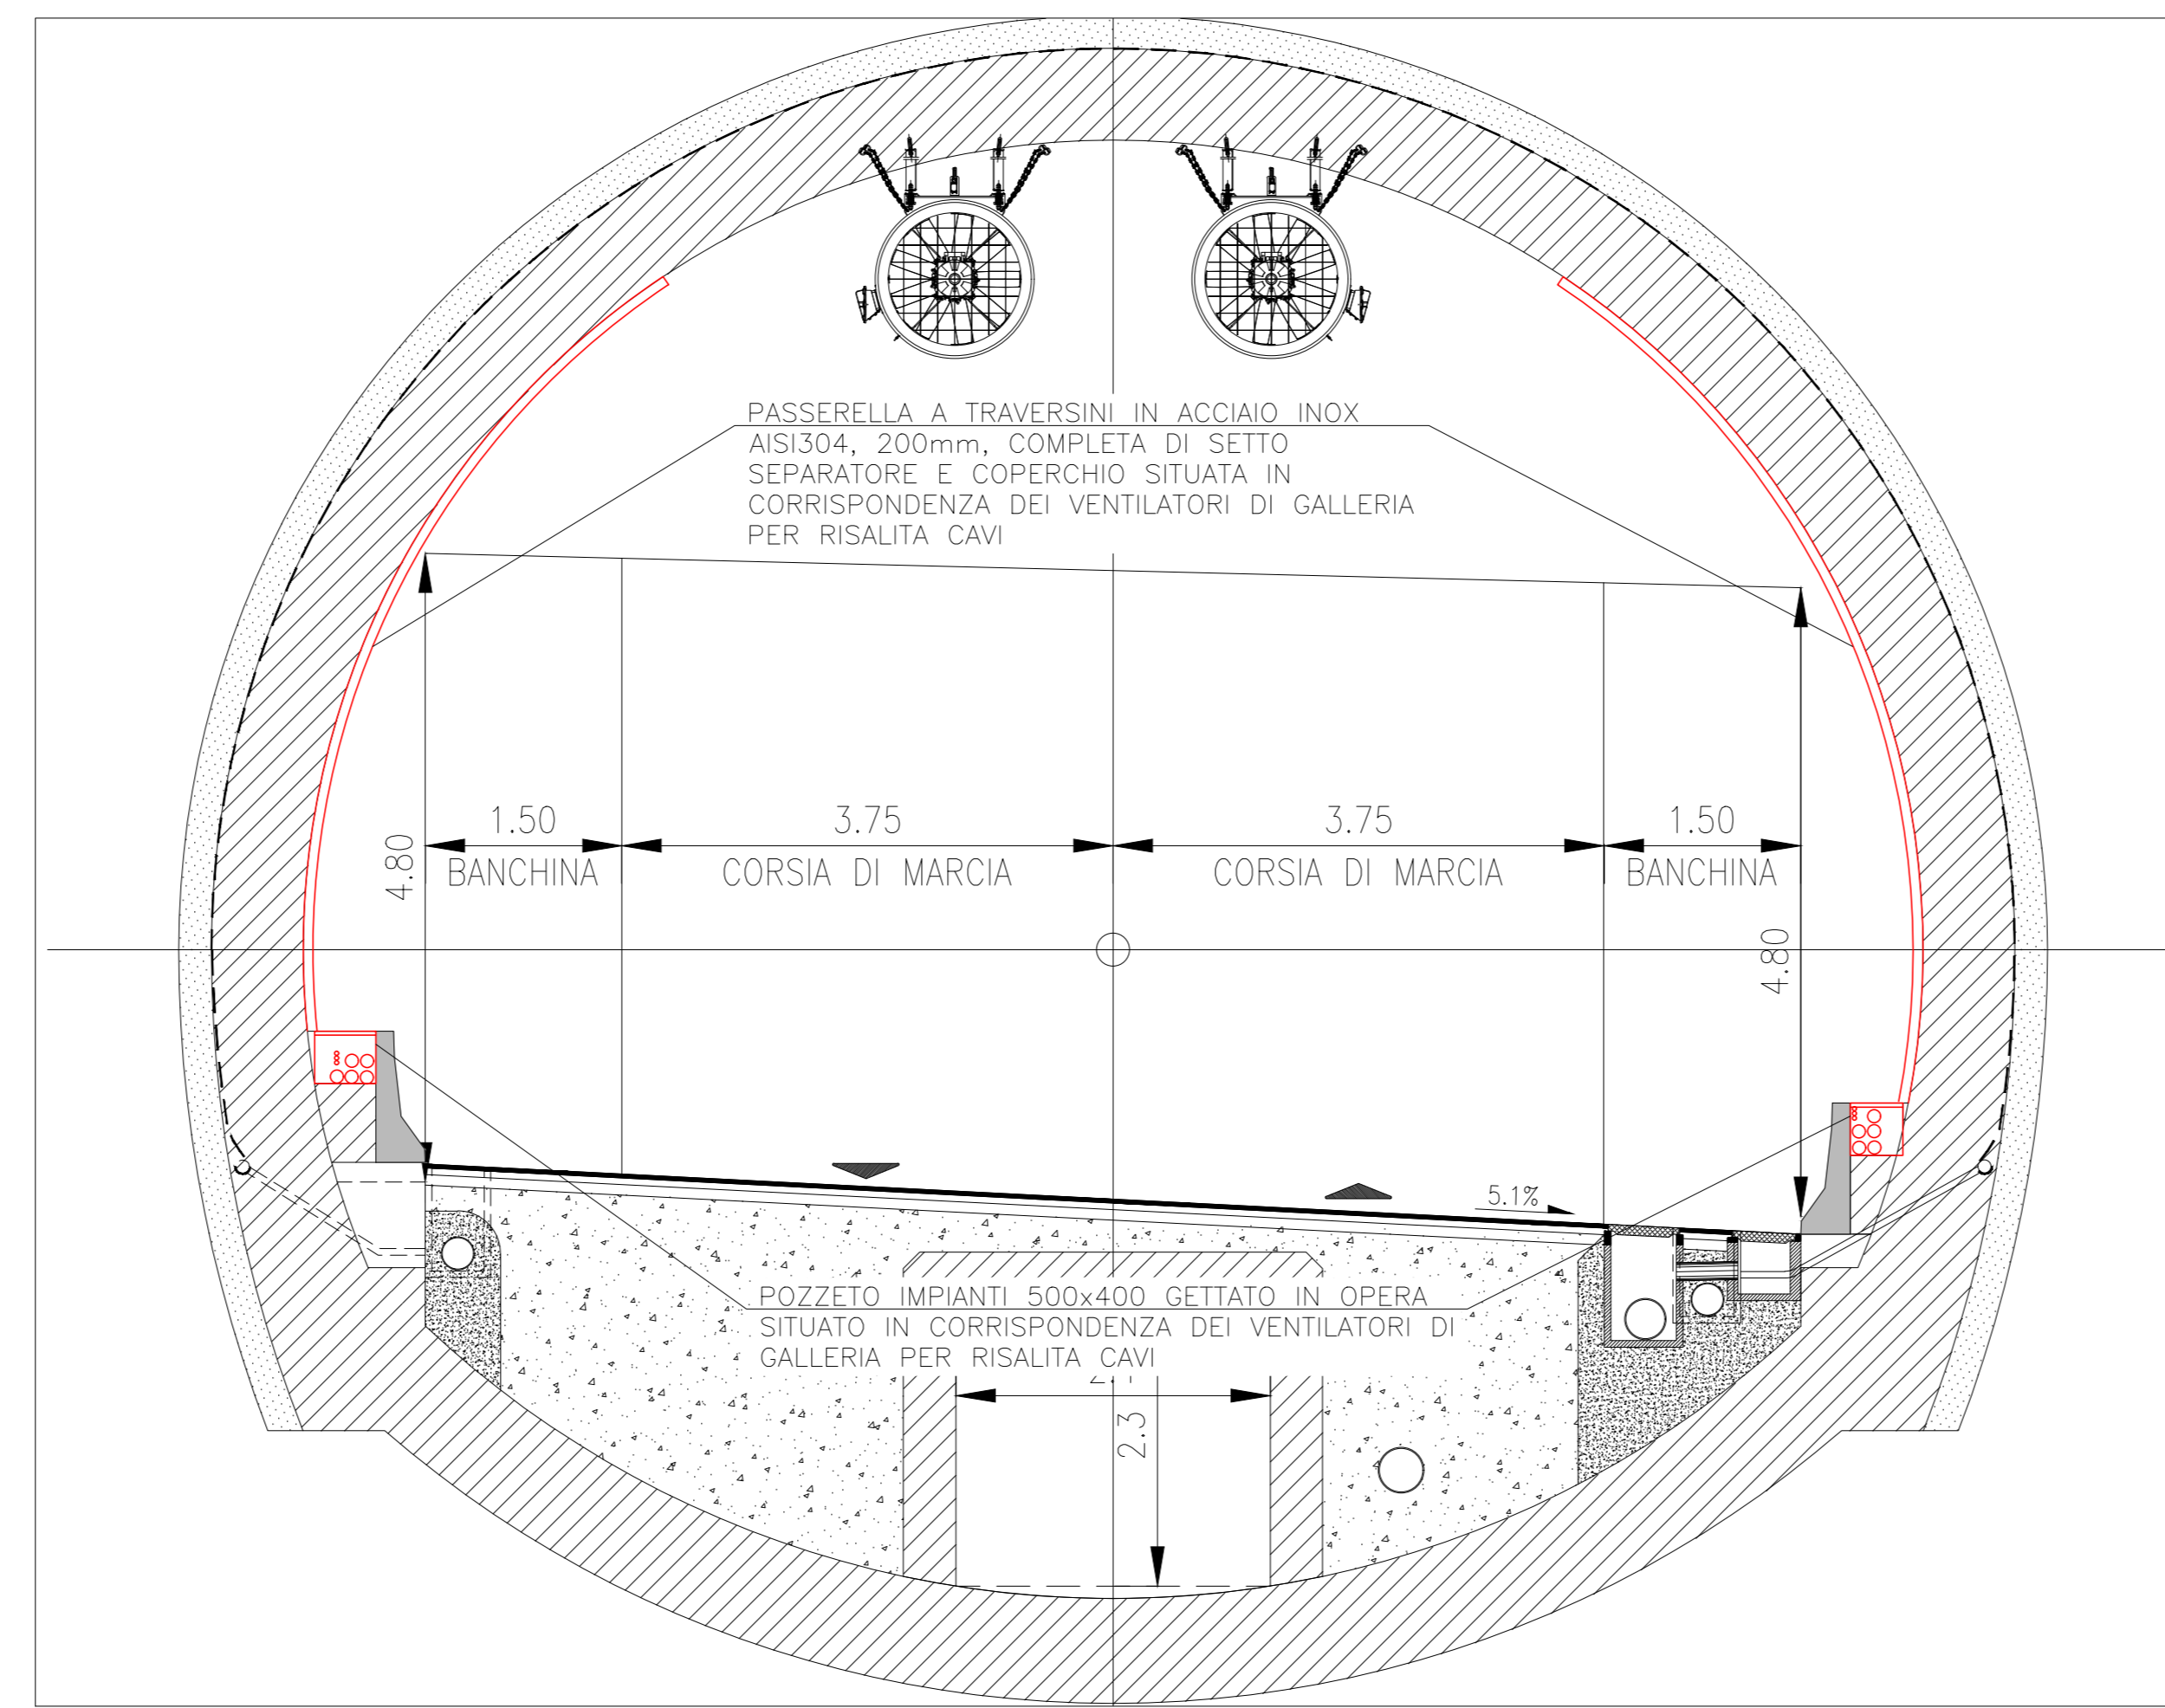 PASSERELLA A TRAVERSINI IN ACCIAIO INOX
AISI304, 200mm, COMPLETA DI SETTO
SEPARATORE E COPERCHIO SITUATA IN
CORRISPONDENZA DEI VENTILATORI DI GALLERIA
PER RISALITA CAVI
1.50
3.75
3.75
1.50
4.80
BANCHINA
CORSIA DI MARCIA
CORSIA DI MARCIA
BANCHINA
4.80
5.1%
POZZETO IMPIANTI 500x400 GETTATO IN OPERA
SITUATO IN CORRISPONDENZA DEI VENTILATORI DI
GALLERIA PER RISALITA CAVI
2.3